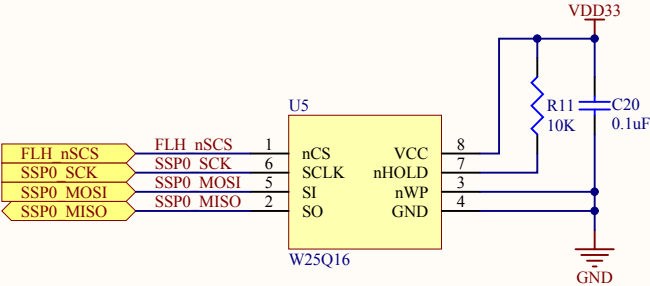 VDD33
U5
R11
10K
C20
0.1uF
FLH_nSCS FLH_nSCS 1 nCS VCC 8
SSP0_SCK SSP0_SCK 6 SCLK nHOLD 7
SSP0_MOSI SSP0_MOSI 5 SI nWP 3
SSP0_MISO SSP0_MISO 2 SO GND 4
W25Q16
GND